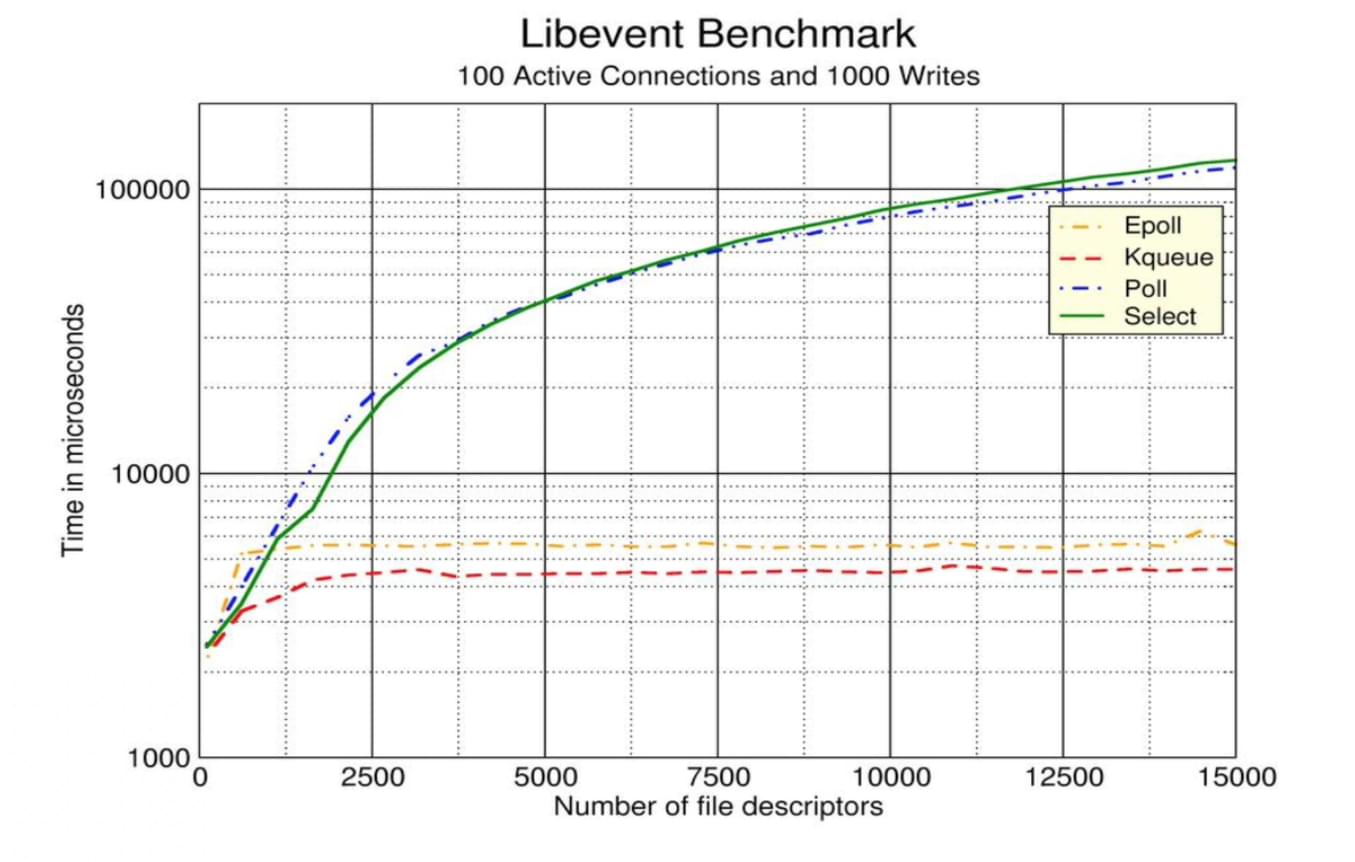 Libevent Benchmark
100 Active Connections and 1000 Writes
Time in microseconds
100000
10000
1000
Epoll
Kqueue
Poll
Select
0 2500 5000 7500 10000 12500 15000
Number of file descriptors